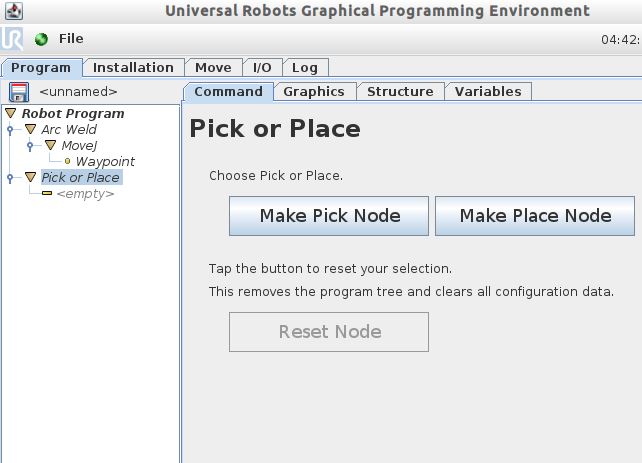 Universal Robots Graphical Programming Environment
UR File 04:42:
Program Installation Move I/O Log
<unnamed> Command Graphics Structure Variables
Robot Program
Arc Weld
MoveJ
Waypoint
Pick or Place
<empty>
Pick or Place
Choose Pick or Place.
Make Pick Node Make Place Node
Tap the button to reset your selection.
This removes the program tree and clears all configuration data.
Reset Node